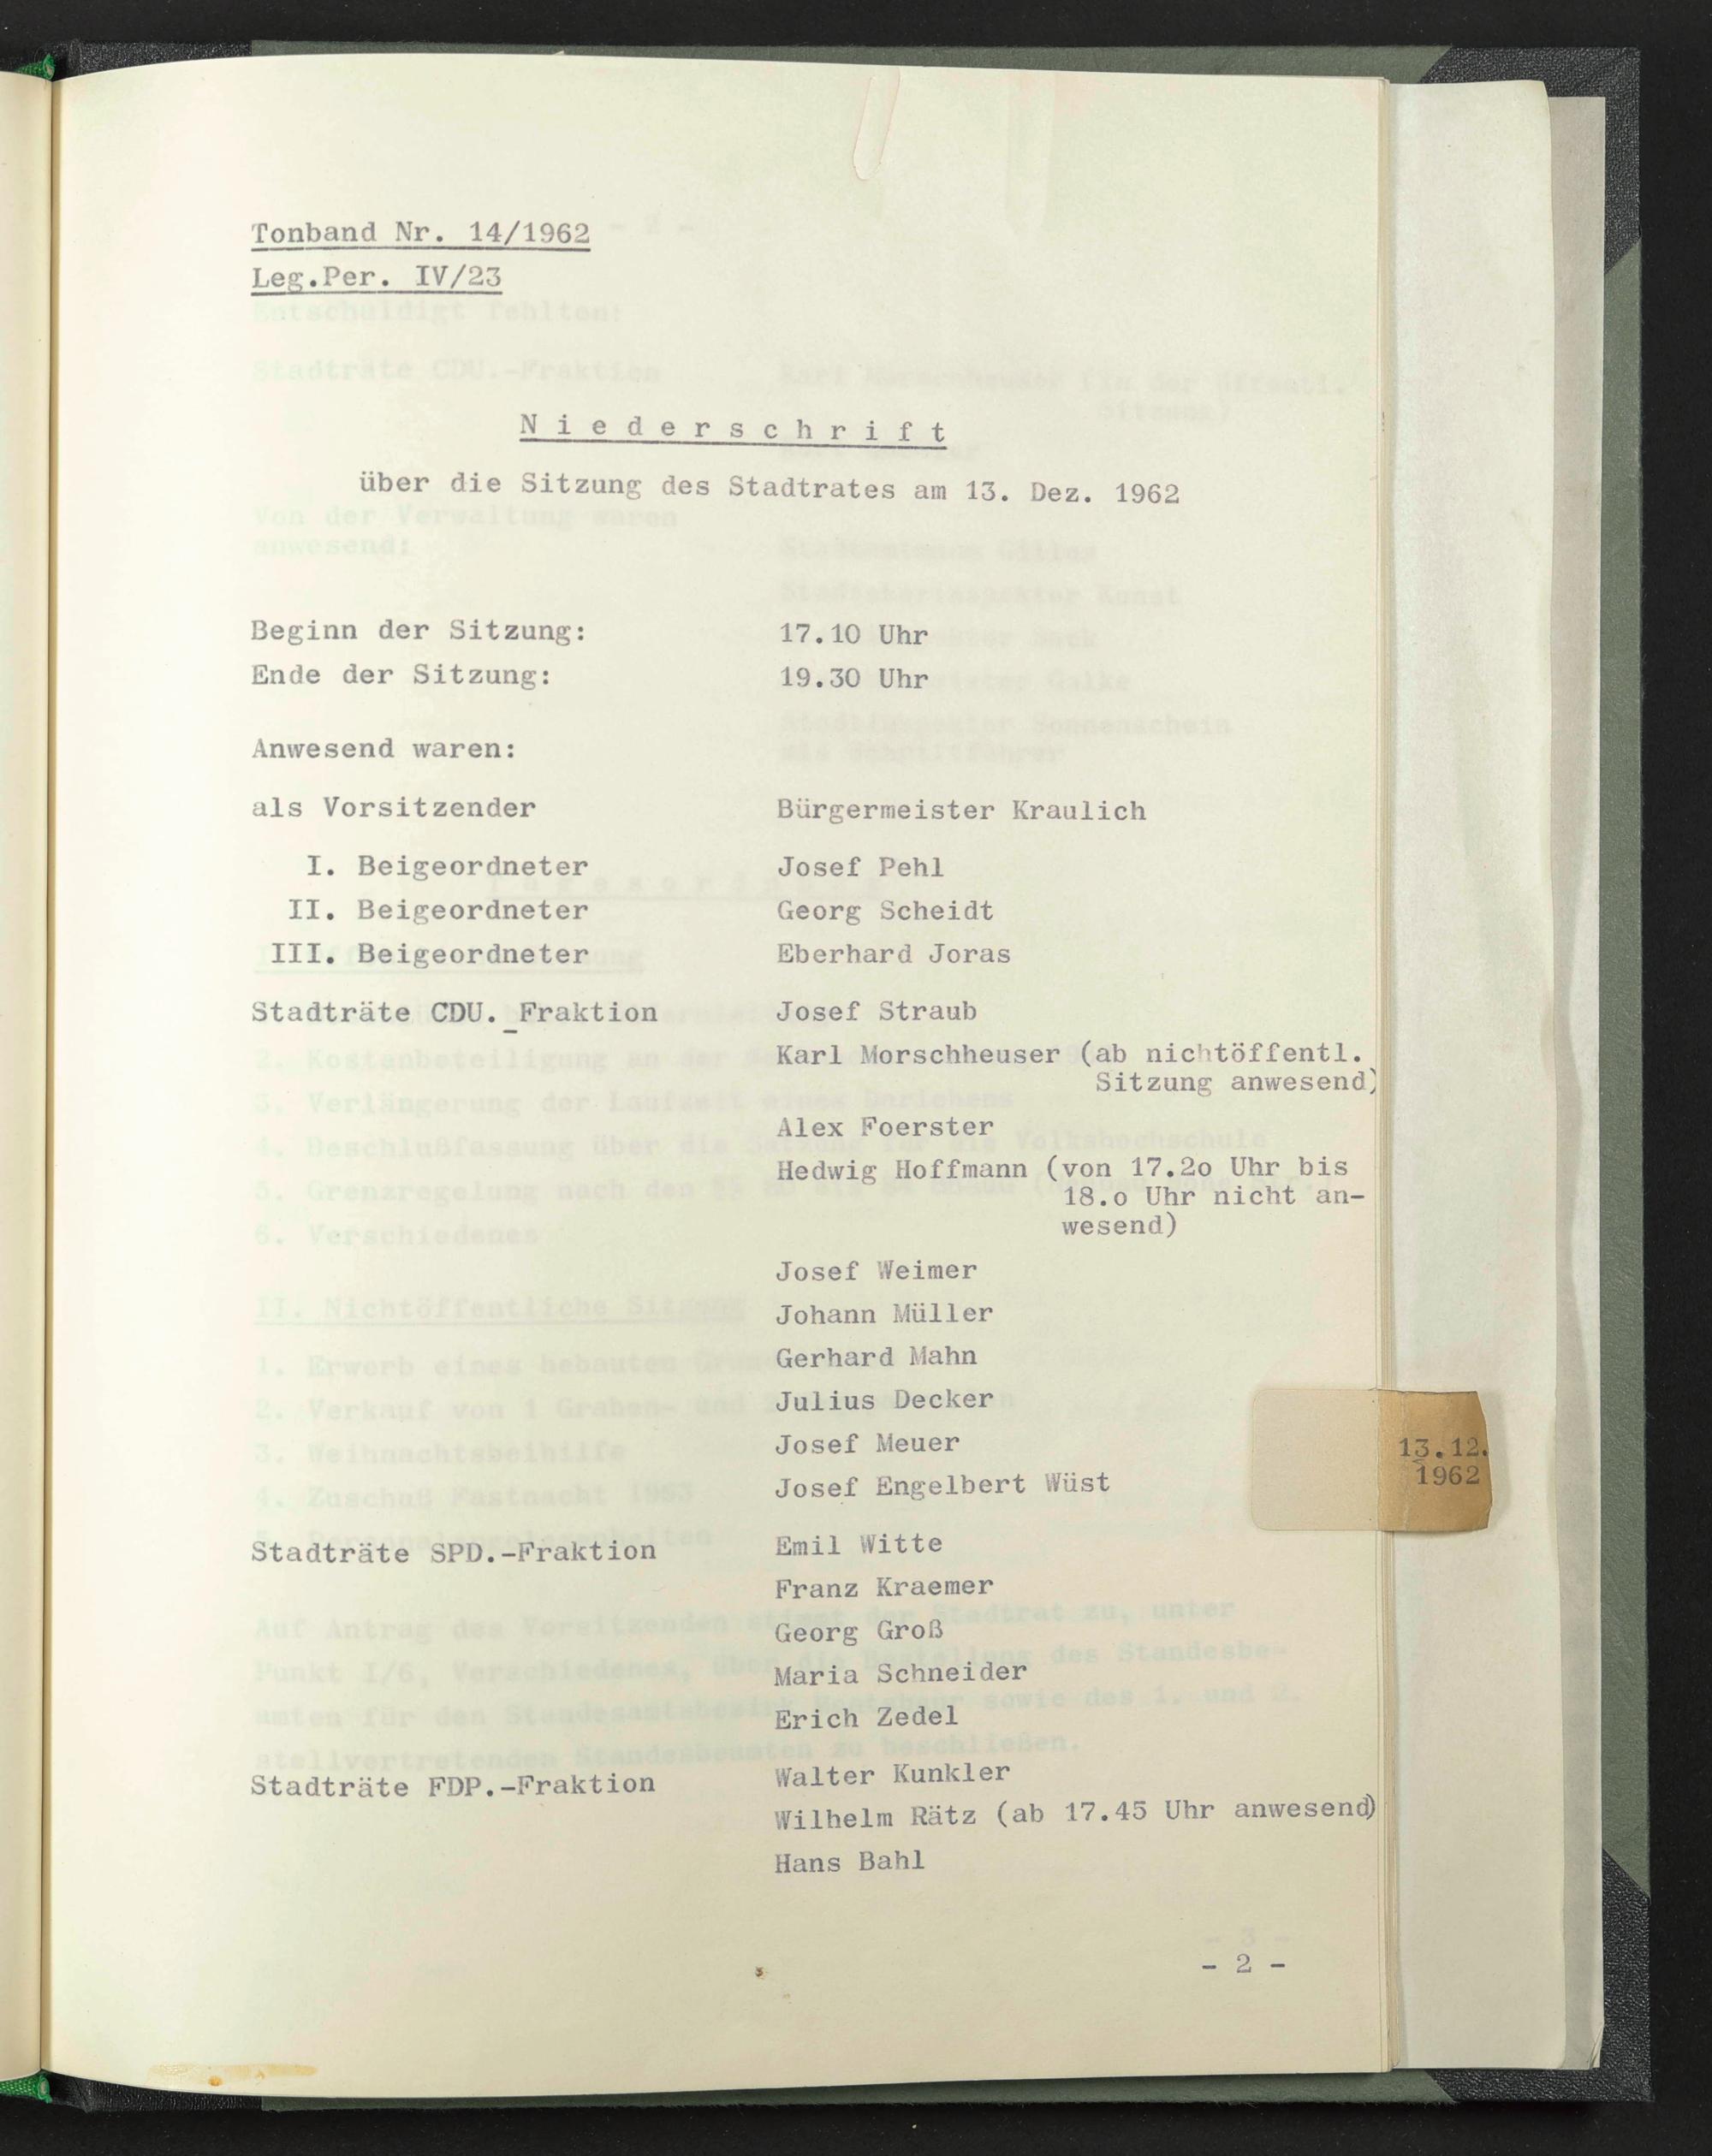 Tonband Nr. 14/1962
Leg.Per. IV/23
N i e d e r s c h r i f t
über die Sitzung des Stadtrates am 13. Dez. 1962
Beginn der Sitzung: 17.10 Uhr
Ende der Sitzung: 19.30 Uhr
Anwesend waren:
als Vorsitzender Bürgermeister Kraulich
I. Beigeordneter Josef Pehl
II. Beigeordneter Georg Scheidt
III. Beigeordneter Eberhard Joras
Stadträte CDU._Fraktion Josef Straub
Karl Morschheuser (ab nichtöffentl.
Sitzung anwesend)
Alex Foerster
Hedwig Hoffmann (von 17.2o Uhr bis
18.o Uhr nicht an-
wesend)
Josef Weimer
Johann Müller
Gerhard Mahn
Julius Decker
Josef Meuer
Josef Engelbert Wüst
13.12.
1962
Stadträte SPD.-Fraktion Emil Witte
Franz Kraemer
Georg Groß
Maria Schneider
Erich Zedel
Stadträte FDP.-Fraktion Walter Kunkler
Wilhelm Rätz (ab 17.45 Uhr anwesend)
Hans Bahl
- 2 -